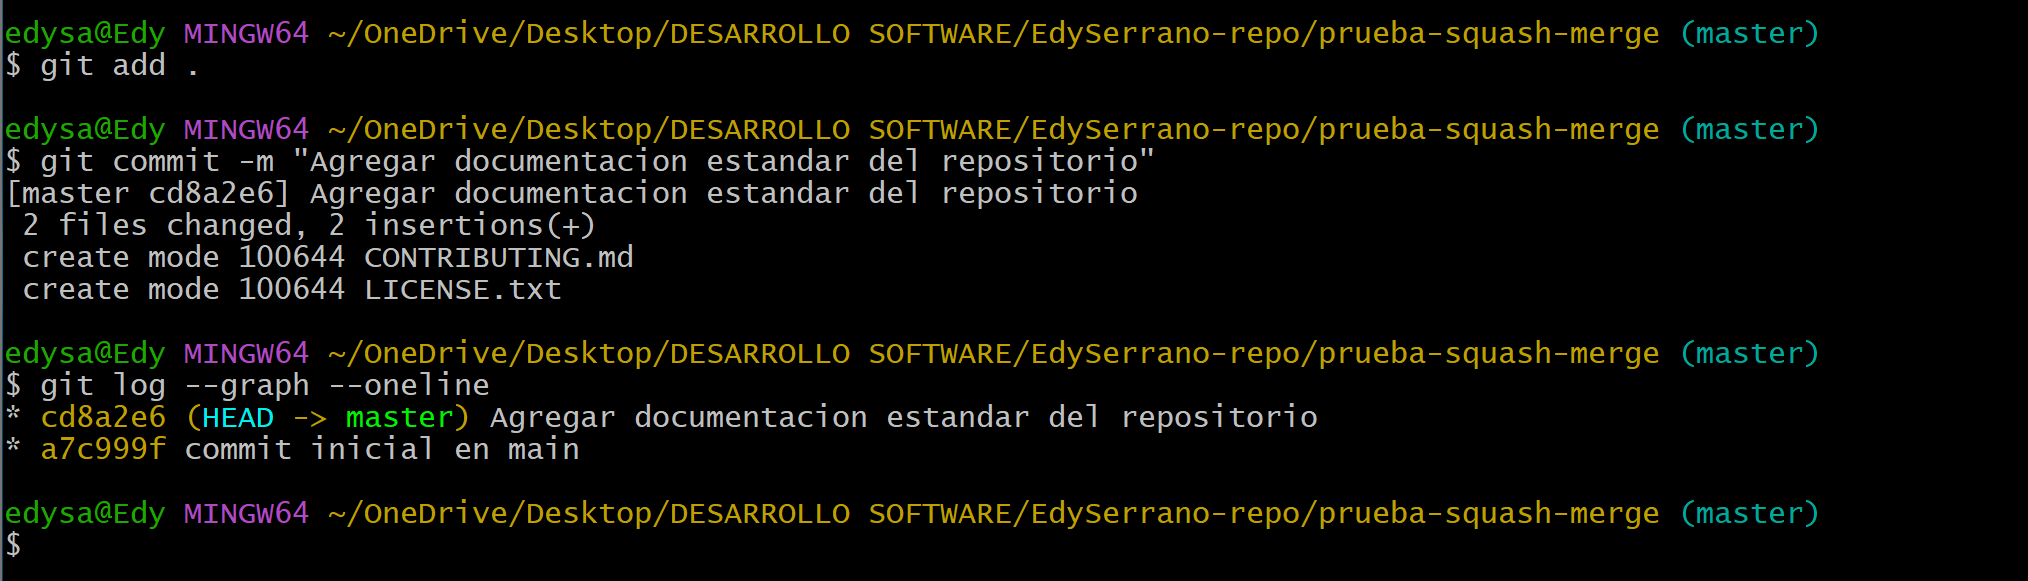 edysa@Edy MINGW64 ~/OneDrive/Desktop/DESARROLLO SOFTWARE/EdySerrano-repo/prueba-squash-merge (master)
$ git add .
edysa@Edy MINGW64 ~/OneDrive/Desktop/DESARROLLO SOFTWARE/EdySerrano-repo/prueba-squash-merge (master)
$ git commit -m "Agregar documentacion estandar del repositorio"
[master cd8a2e6] Agregar documentacion estandar del repositorio
 2 files changed, 2 insertions(+)
 create mode 100644 CONTRIBUTING.md
 create mode 100644 LICENSE.txt
edysa@Edy MINGW64 ~/OneDrive/Desktop/DESARROLLO SOFTWARE/EdySerrano-repo/prueba-squash-merge (master)
$ git log --graph --oneline
* cd8a2e6 (HEAD -> master) Agregar documentacion estandar del repositorio
* a7c999f commit inicial en main
edysa@Edy MINGW64 ~/OneDrive/Desktop/DESARROLLO SOFTWARE/EdySerrano-repo/prueba-squash-merge (master)
$